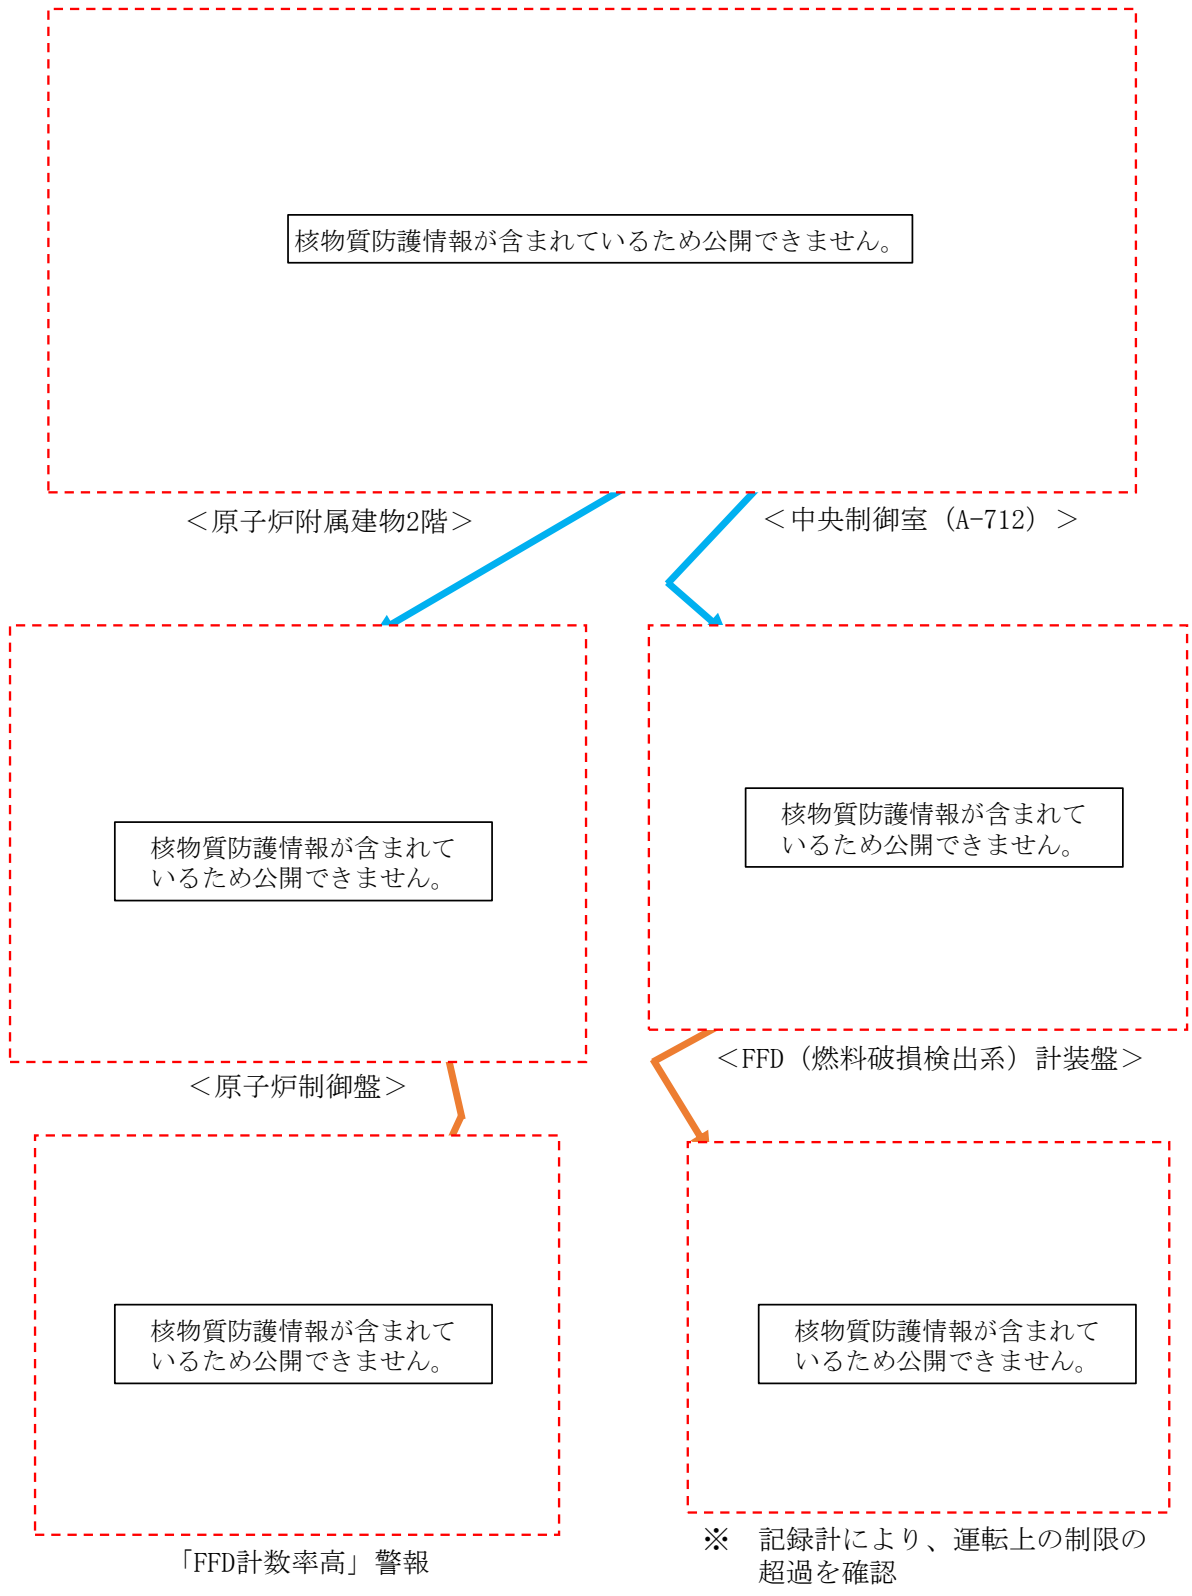 核物質防護情報が含まれているため公開できません。
＜原子炉附属建物2階＞
＜中央制御室（A-712）＞
核物質防護情報が含まれて
いるため公開できません。
核物質防護情報が含まれて
いるため公開できません。
＜原子炉制御盤＞
＜FFD（燃料破損検出系）計装盤＞
核物質防護情報が含まれて
いるため公開できません。
核物質防護情報が含まれて
いるため公開できません。
「FFD計数率高」警報
※　記録計により、運転上の制限の
超過を確認